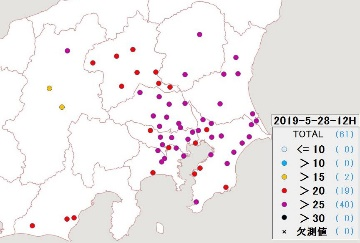 2019-5-28-12H
TOTAL (61)
<= 10 ( 0)
> 10 ( 0)
> 15 ( 2)
> 20 (19)
> 25 (40)
> 30 ( 0)
× 欠測値 ( 0)